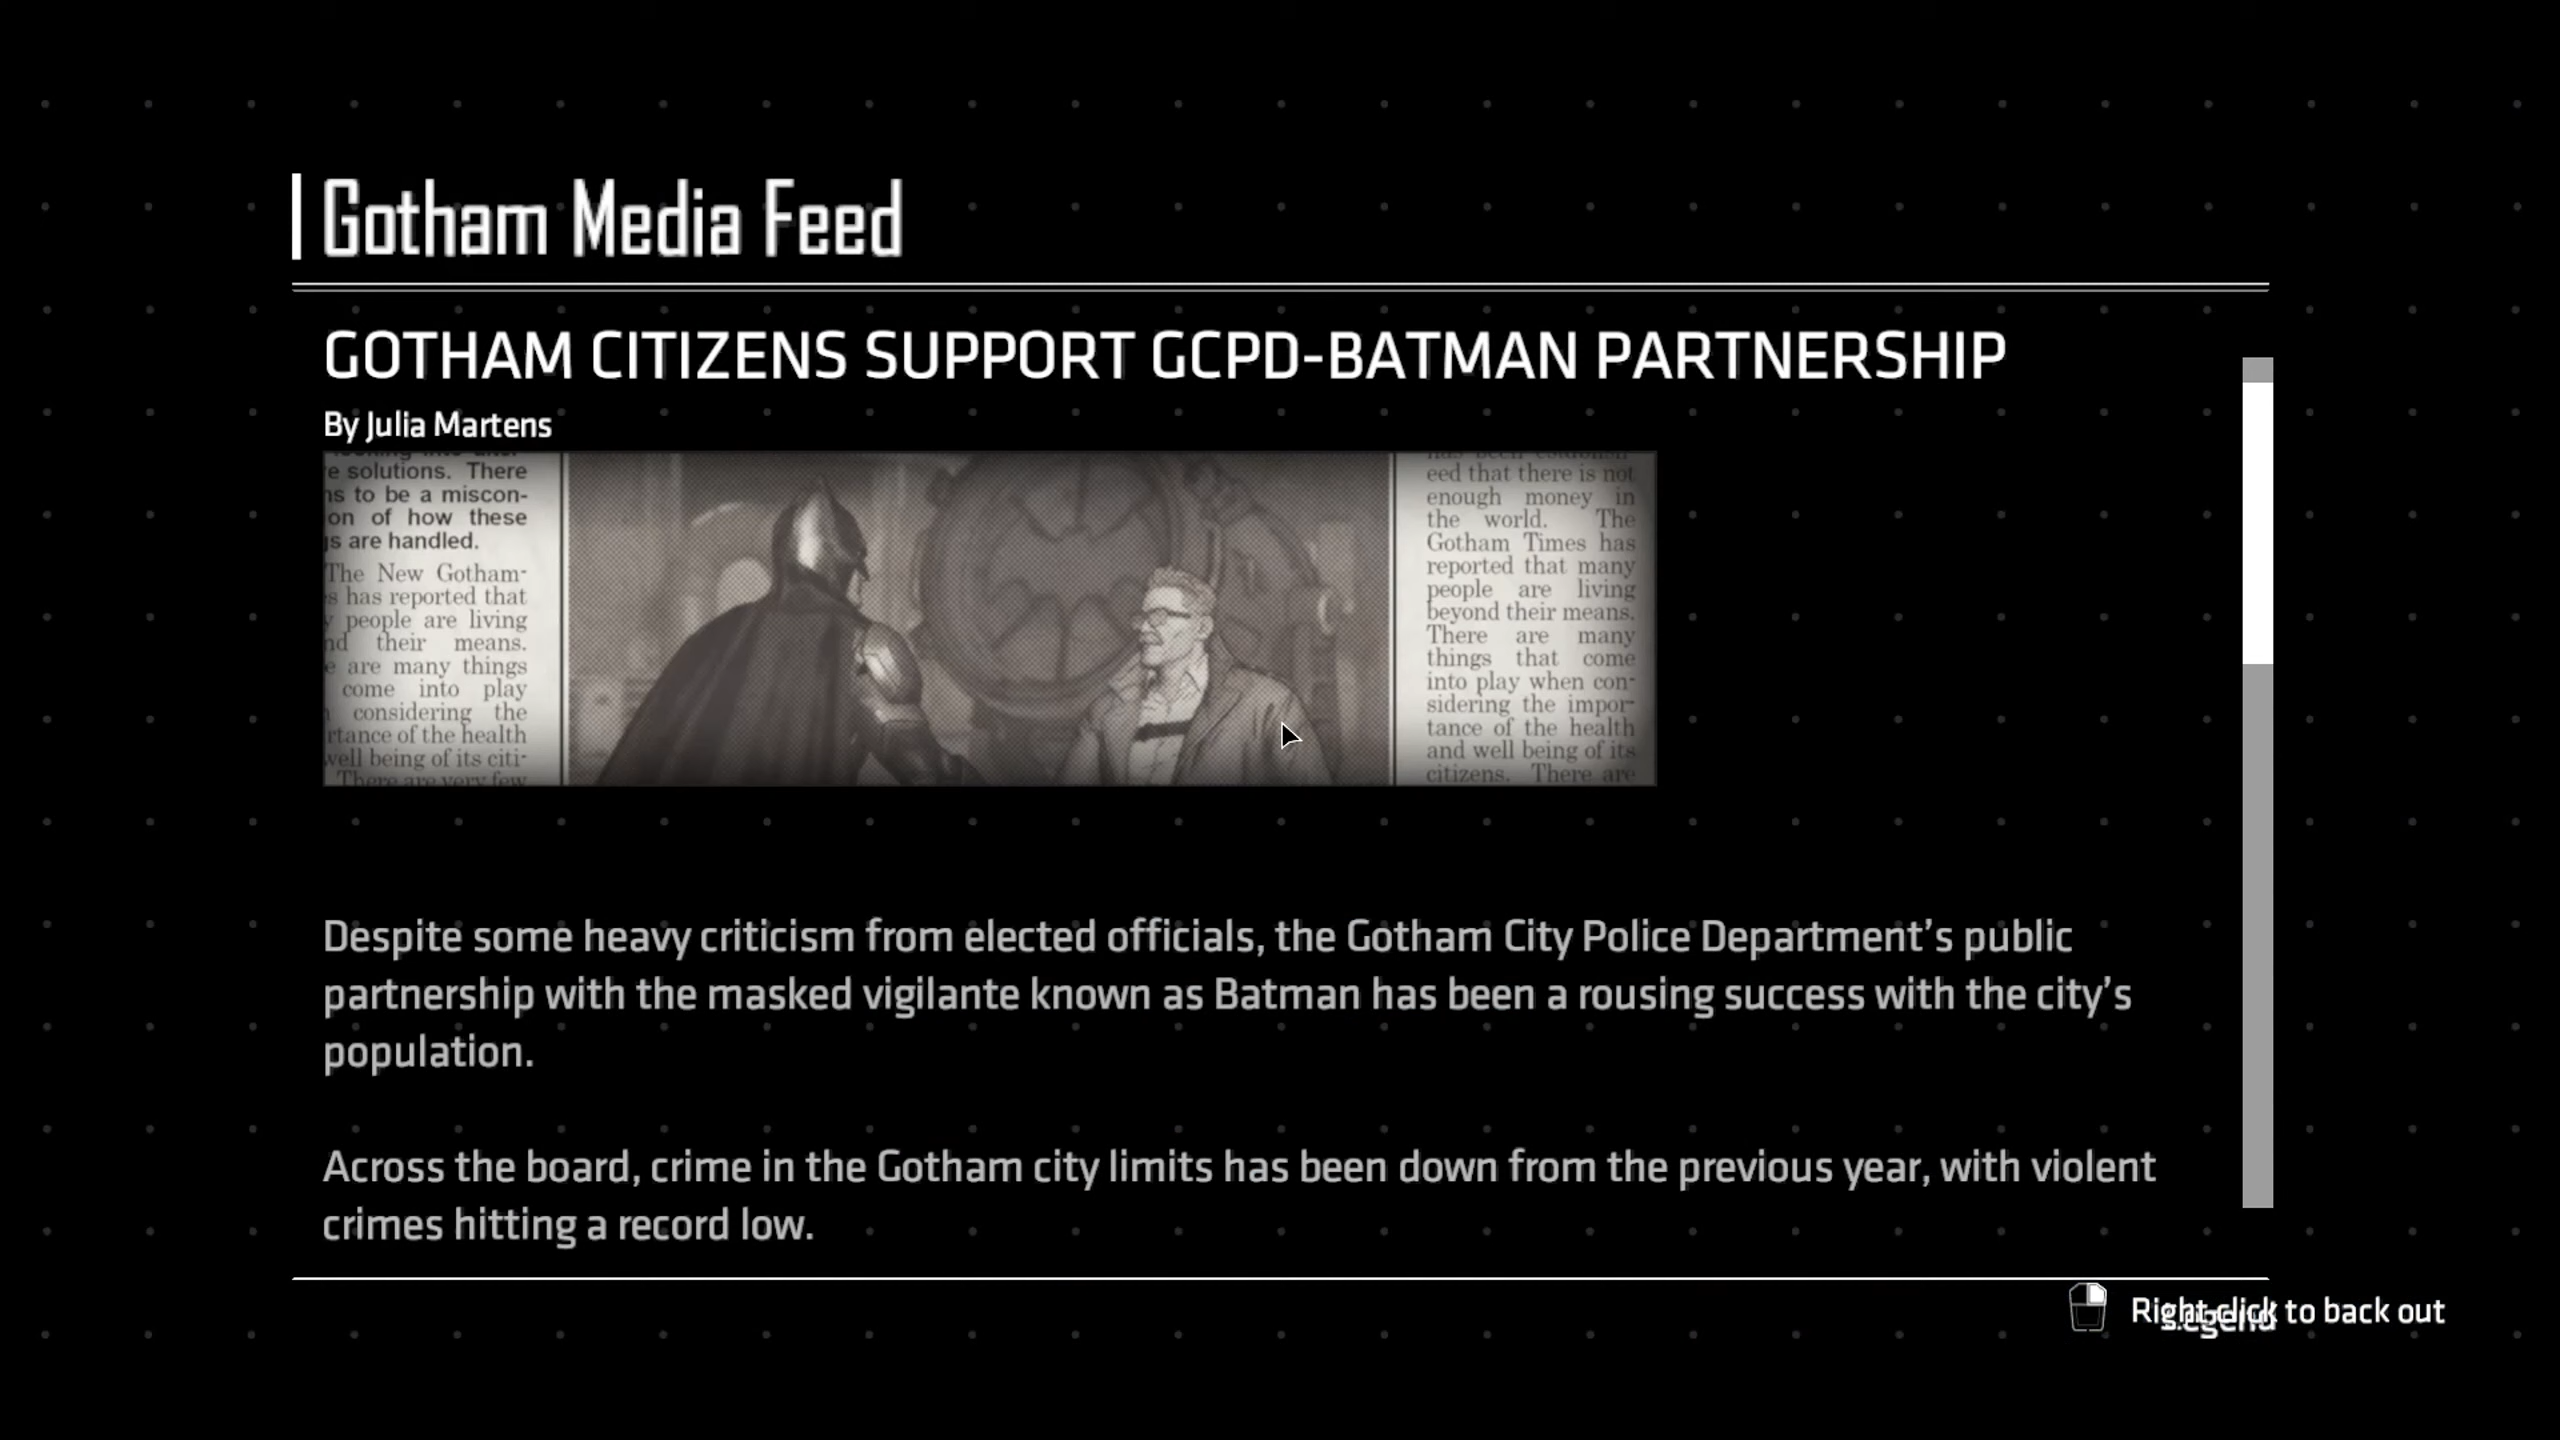 Gotham Media Feed
GOTHAM CITIZENS SUPPORT GCPD-BATMAN PARTNERSHIP
By Julia Martens
e solutions. There
to be a miscon-
on of how these
are handled.
The New Gotham-
s has reported that
people are living
their means.
e are many things
come into play
considering the
of the health
well being of its citi-
There are very few
has been
eed that there is not
enough money in
the world. The
Gotham Times has
reported that many
people are living
beyond their means.
There are many
things that come
into play when con-
sidering the impor-
tance of the health
and well being of its
citizens. There are
Despite some heavy criticism from elected officials, the Gotham City Police Department’s public
partnership with the masked vigilante known as Batman has been a rousing success with the city’s
population.
Across the board, crime in the Gotham city limits has been down from the previous year, with violent
crimes hitting a record low.
Right click to back out